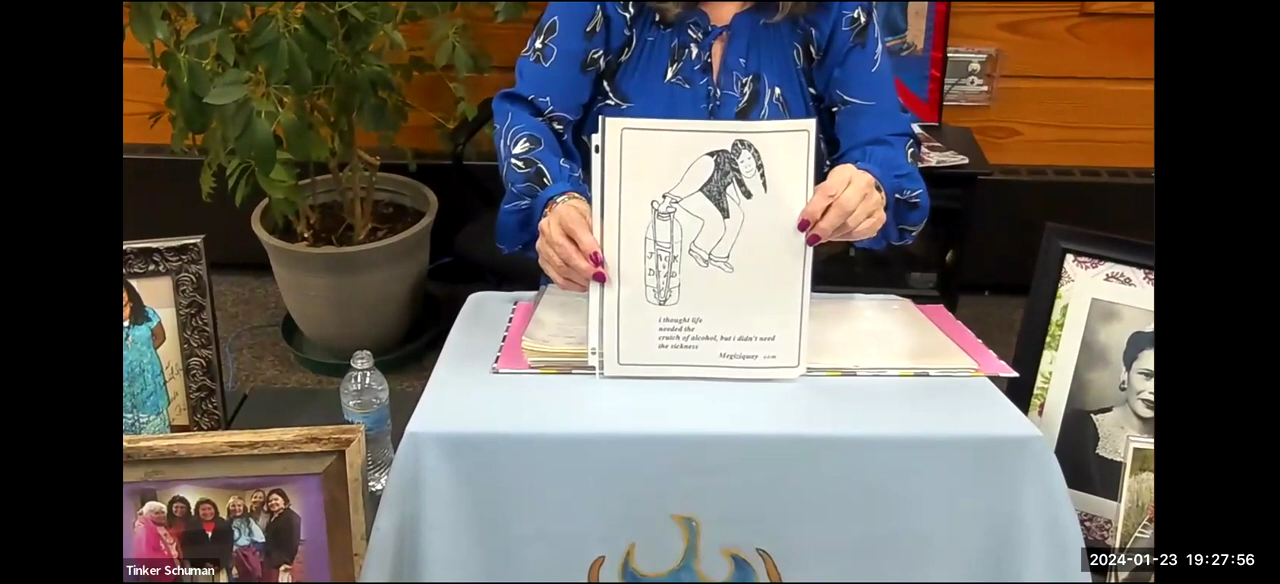 JACK
DEAD
i thought life
needed the
crutch of alcohol, but i didn't need
the sickness
Megiziquay
Tinker Schuman
2024-01-23 19:27:56